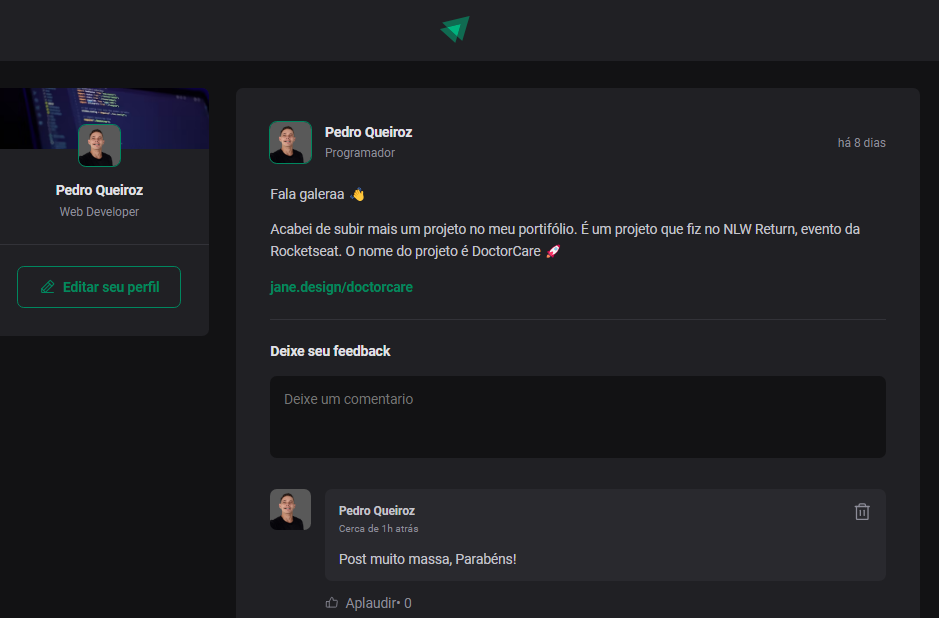 Pedro Queiroz
Web Developer
Editar seu perfil
Pedro Queiroz
Programador
há 8 dias
Fala galeraa 👋
Acabei de subir mais um projeto no meu portifólio. É um projeto que fiz no NLW Return, evento da
Rocketseat. O nome do projeto é DoctorCare 🚀
jane.design/doctorcare
Deixe seu feedback
Deixe um comentario
Pedro Queiroz
Cerca de 1h atrás
Post muito massa, Parabéns!
Aplaudir• 0